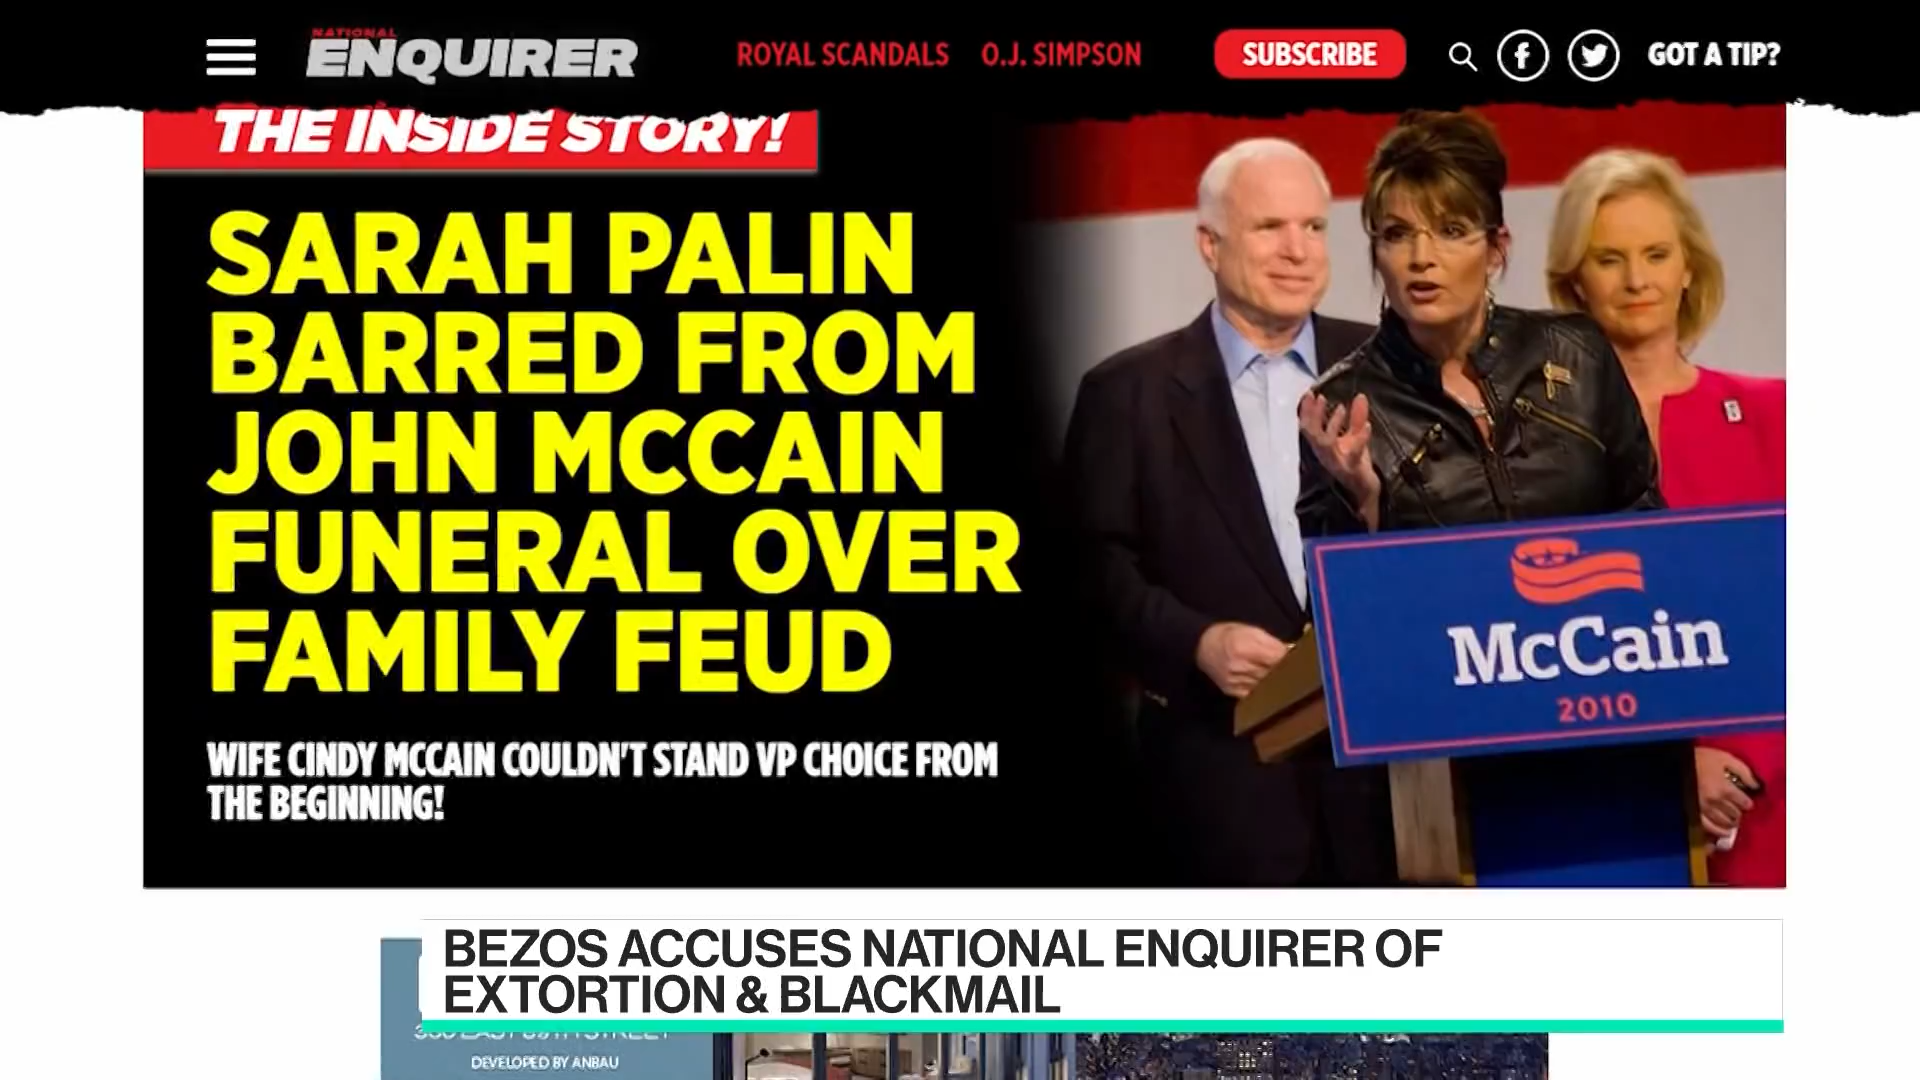 NATIONAL
ENQUIRER
ROYAL SCANDALS O.J. SIMPSON SUBSCRIBE GOT A TIP?
THE INSIDE STORY!
SARAH PALIN
BARRED FROM
JOHN MCCAIN
FUNERAL OVER
FAMILY FEUD
WIFE CINDY MCCAIN COULDN'T STAND VP CHOICE FROM
THE BEGINNING!
McCain
2010
BEZOS ACCUSES NATIONAL ENQUIRER OF
EXTORTION & BLACKMAIL
DEVELOPED BY ANBAU